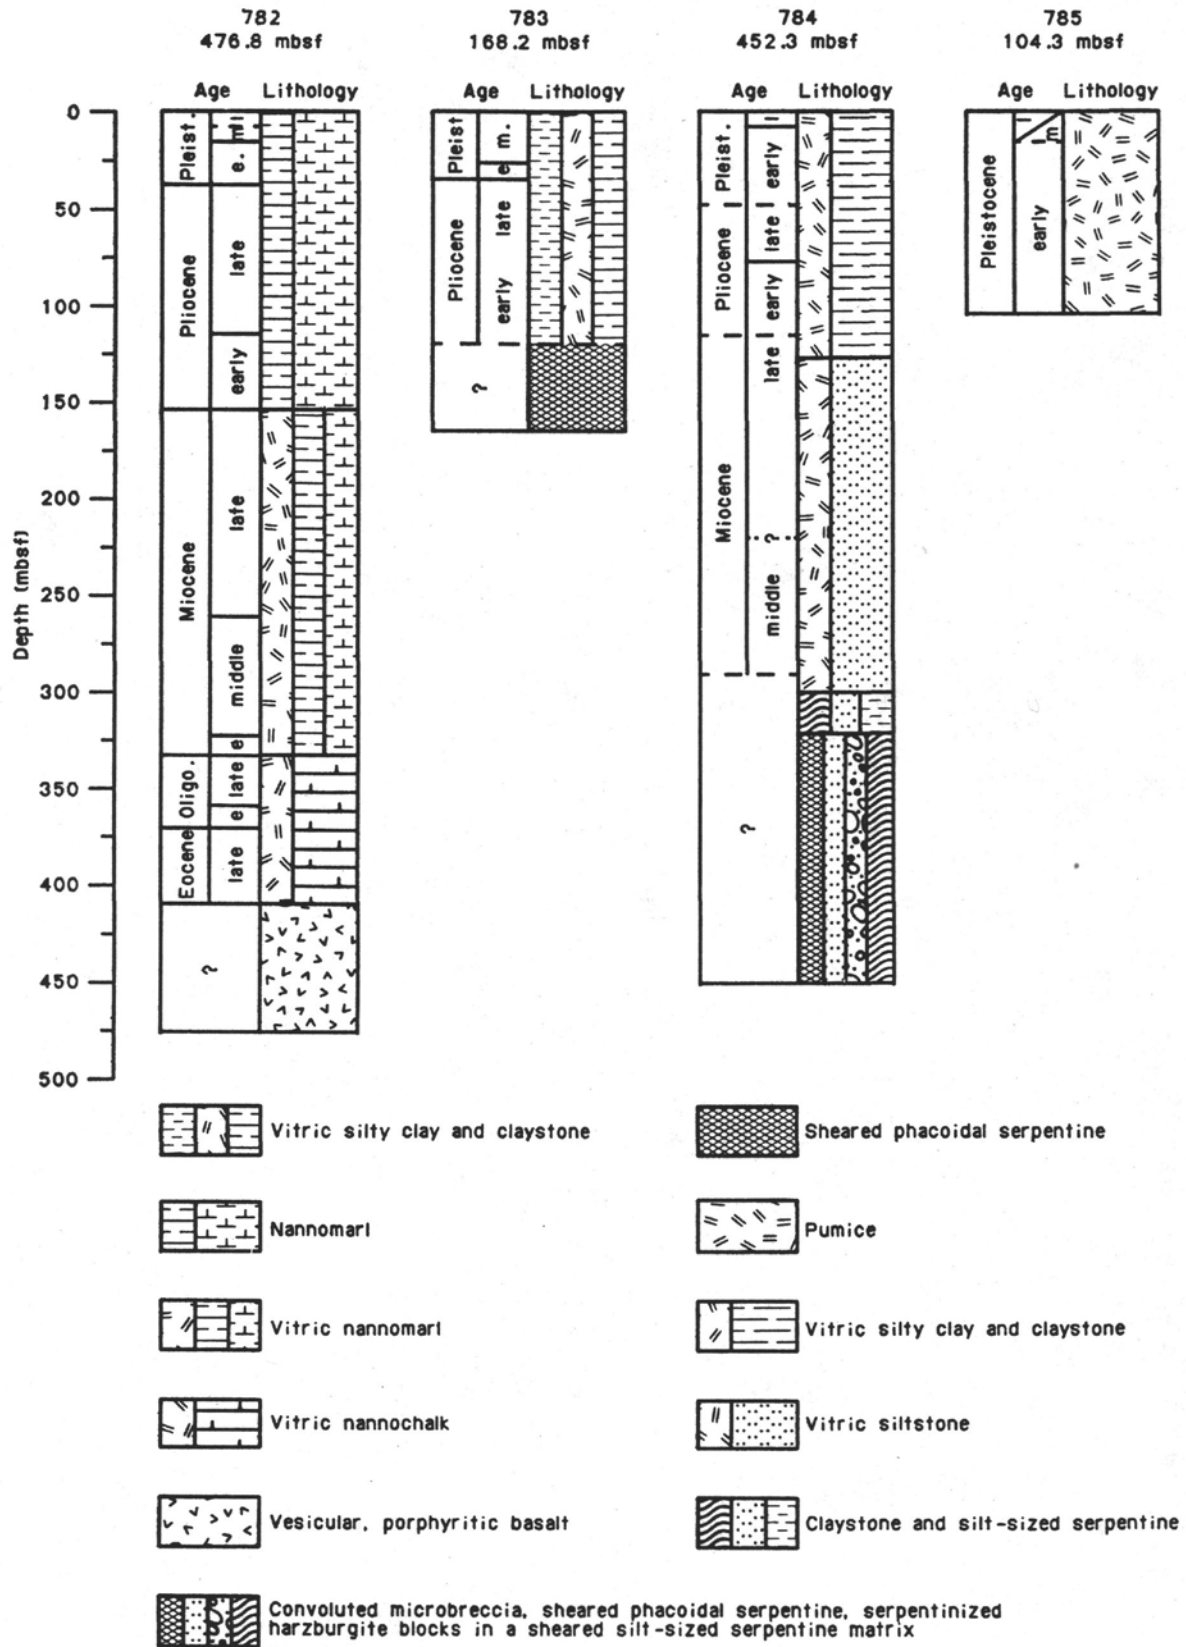 782 783 784 785
476.8 mbsf 168.2 mbsf 452.3 mbsf 104.3 mbsf
Age Lithology Age Lithology Age Lithology Age Lithology
Depth (mbsf)
0
50
100
150
200
250
300
350
400
450
500
Pleist.
l
m
e.
Pliocene
late
early
Miocene
late
middle
e
Oligo.
late
e
Eocene
late
?
Pleist
m.
e
Pliocene
late
early
?
Pleist.
l
early
Pliocene
late
early
Miocene
late
?
middle
?
Pleistocene
l
m
early
Vitric silty clay and claystone
Nannomarl
Vitric nannomarl
Vitric nannochalk
Vesicular, porphyritic basalt
Convoluted microbreccia, sheared phacoidal serpentine, serpentinized
harzburgite blocks in a sheared silt-sized serpentine matrix
Sheared phacoidal serpentine
Pumice
Vitric silty clay and claystone
Vitric siltstone
Claystone and silt-sized serpentine